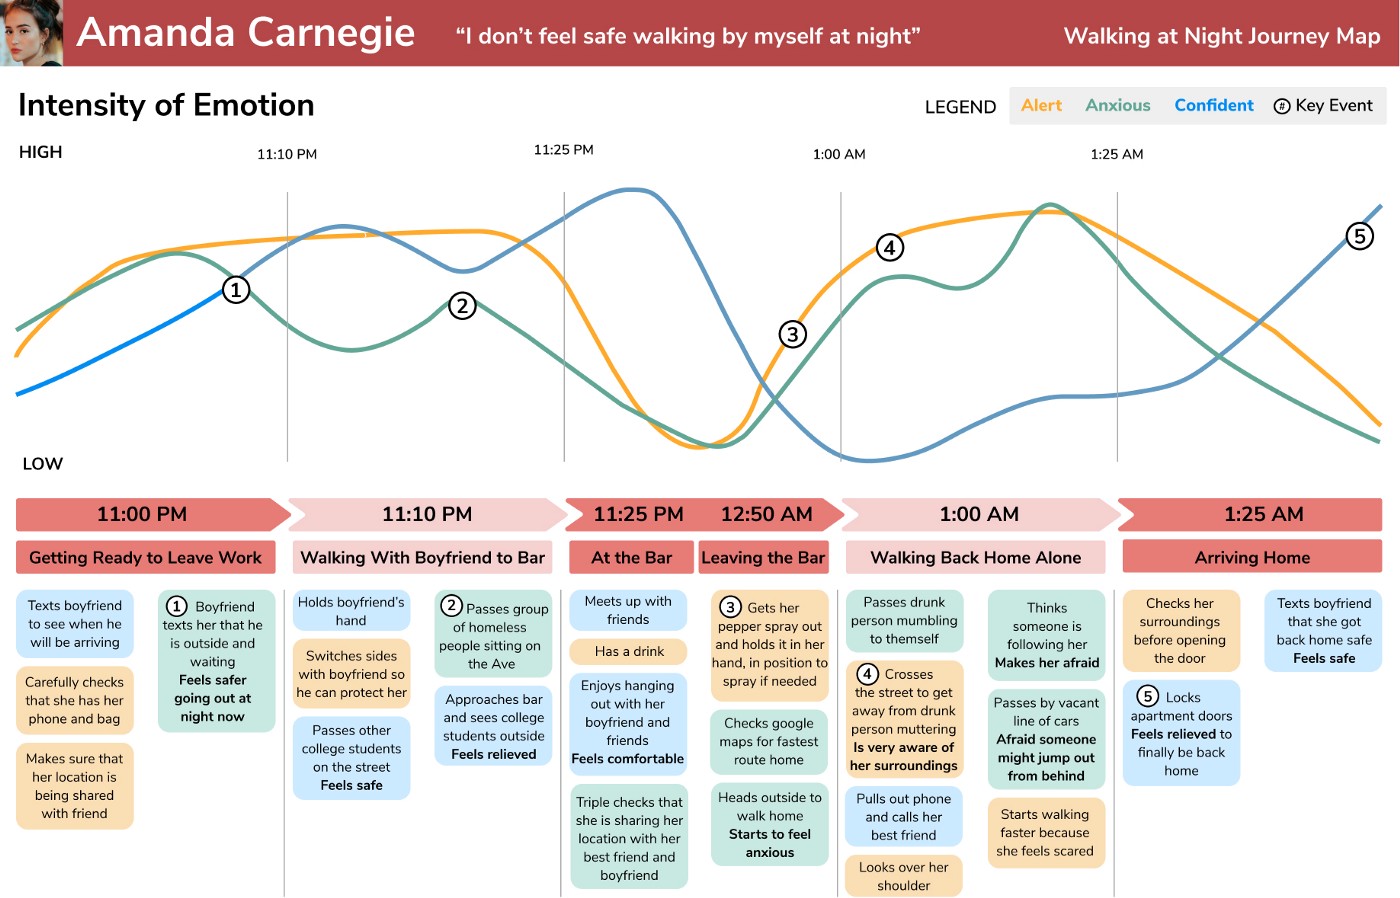 Amanda Carnegie
“I don’t feel safe walking by myself at night”
Walking at Night Journey Map
Intensity of Emotion
LEGEND
Alert
Anxious
Confident
# Key Event
HIGH
11:10 PM
11:25 PM
1:00 AM
1:25 AM
1
2
3
4
5
LOW
11:00 PM
11:10 PM
11:25 PM
12:50 AM
1:00 AM
1:25 AM
Getting Ready to Leave Work
Walking With Boyfriend to Bar
At the Bar
Leaving the Bar
Walking Back Home Alone
Arriving Home
Texts boyfriend
to see when he
will be arriving
Carefully checks
that she has her
phone and bag
Makes sure that
her location is
being shared
with friend
1 Boyfriend
texts her that he
is outside and
waiting
Feels safer
going out at
night now
Holds boyfriend’s
hand
Switches sides
with boyfriend so
he can protect her
Passes other
college students
on the street
Feels safe
2 Passes group
of homeless
people sitting on
the Ave
Approaches bar
and sees college
students outside
Feels relieved
Meets up with
friends
Has a drink
Enjoys hanging
out with her
boyfriend and
friends
Feels comfortable
Triple checks that
she is sharing her
location with her
best friend and
boyfriend
3 Gets her
pepper spray out
and holds it in her
hand, in position to
spray if needed
Checks google
maps for fastest
route home
Heads outside to
walk home
Starts to feel
anxious
Passes drunk
person mumbling
to themself
4 Crosses
the street to get
away from drunk
person muttering
Is very aware of
her surroundings
Pulls out phone
and calls her
best friend
Looks over her
shoulder
Thinks
someone is
following her
Makes her afraid
Passes by vacant
line of cars
Afraid someone
might jump out
from behind
Starts walking
faster because
she feels scared
Checks her
surroundings
before opening
the door
5 Locks
apartment doors
Feels relieved to
finally be back
home
Texts boyfriend
that she got
back home safe
Feels safe